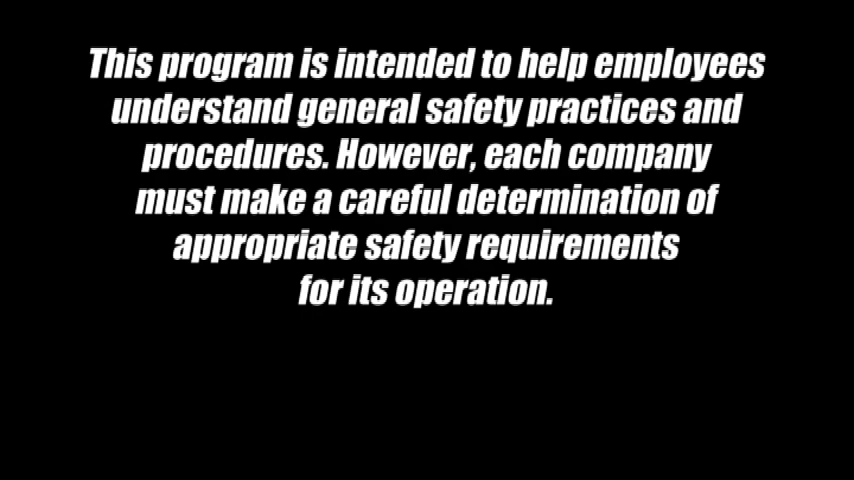 This program is intended to help employees
understand general safety practices and
procedures. However, each company
must make a careful determination of
appropriate safety requirements
for its operation.